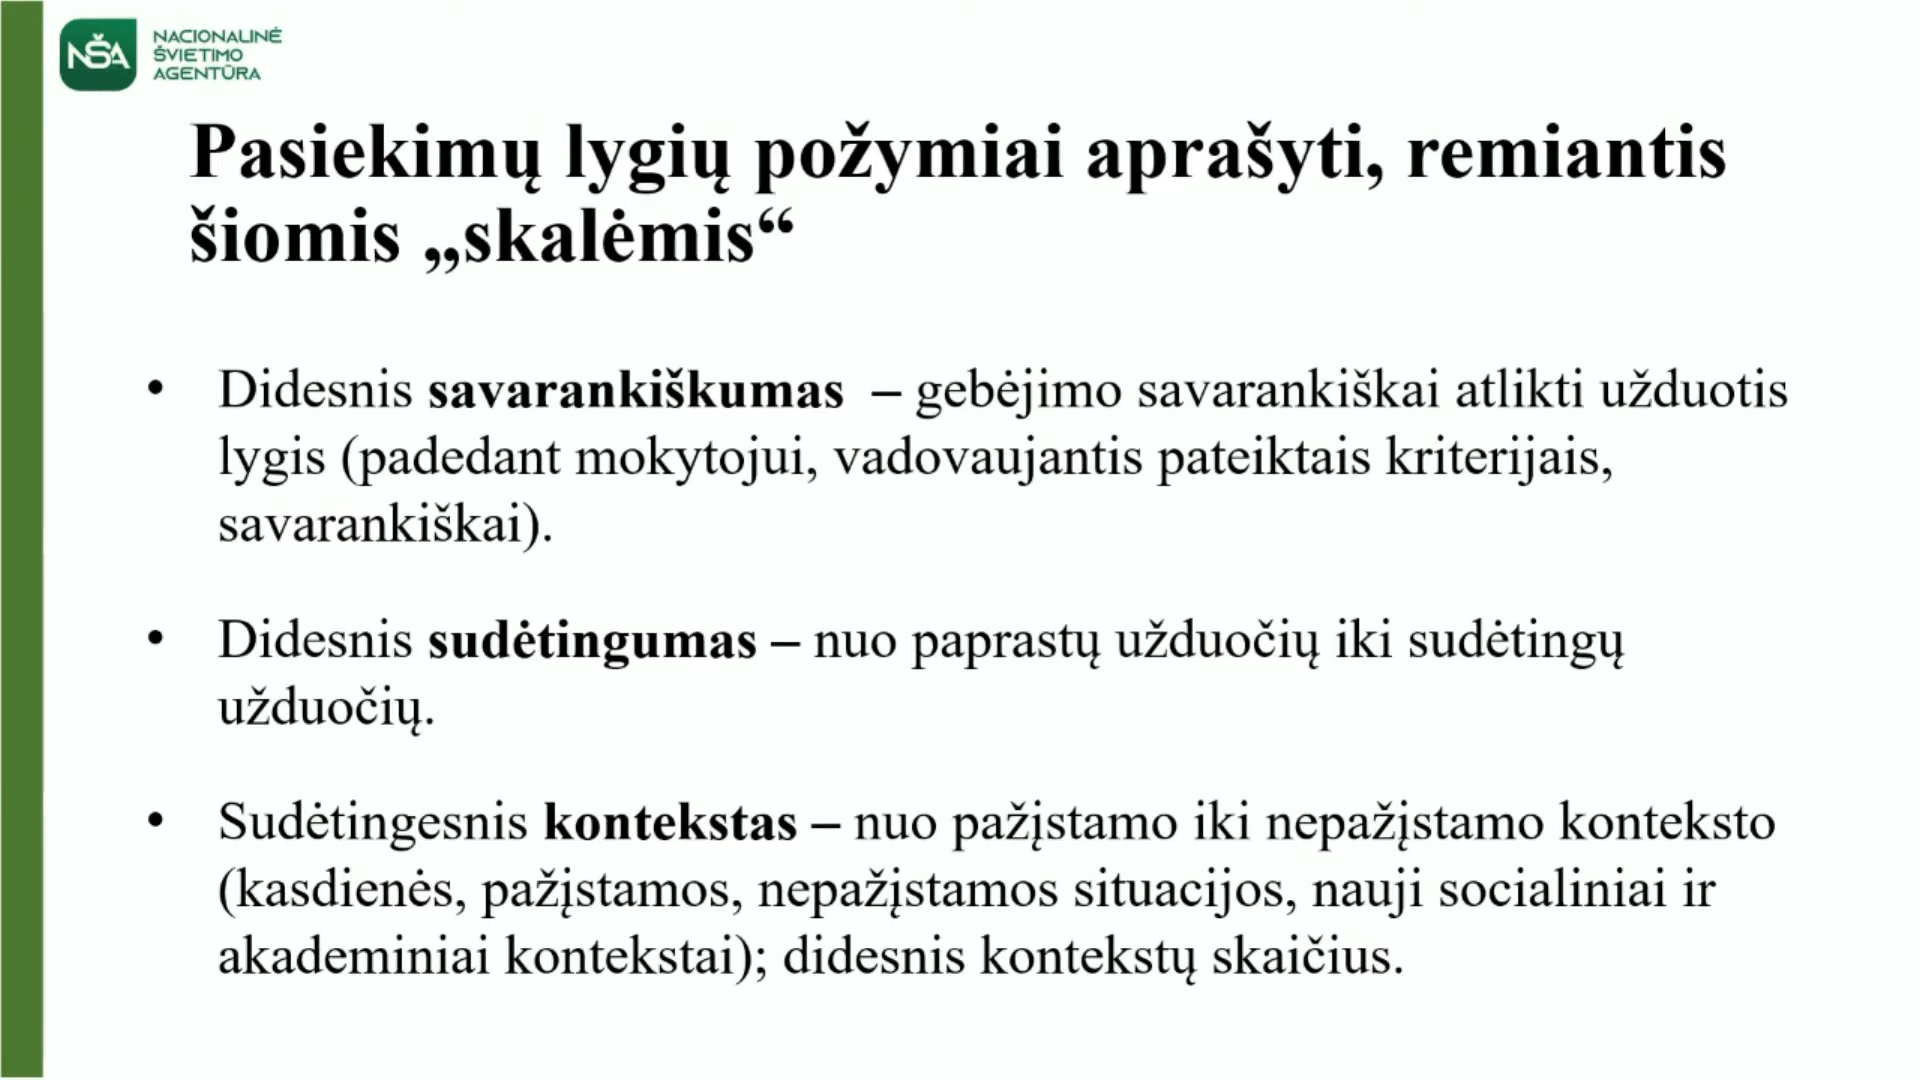 NŠA
NACIONALINĖ
ŠVIETIMO
AGENTŪRA
Pasiekimų lygių požymiai aprašyti, remiantis
šiomis „skalėmis“
• Didesnis savarankiškumas – gebėjimo savarankiškai atlikti užduotis
lygis (padedant mokytojui, vadovaujantis pateiktais kriterijais,
savarankiškai).
• Didesnis sudėtingumas – nuo paprastų užduočių iki sudėtingų
užduočių.
• Sudėtingesnis kontekstas – nuo pažįstamo iki nepažįstamo konteksto
(kasdienės, pažįstamos, nepažįstamos situacijos, nauji socialiniai ir
akademiniai kontekstai); didesnis kontekstų skaičius.